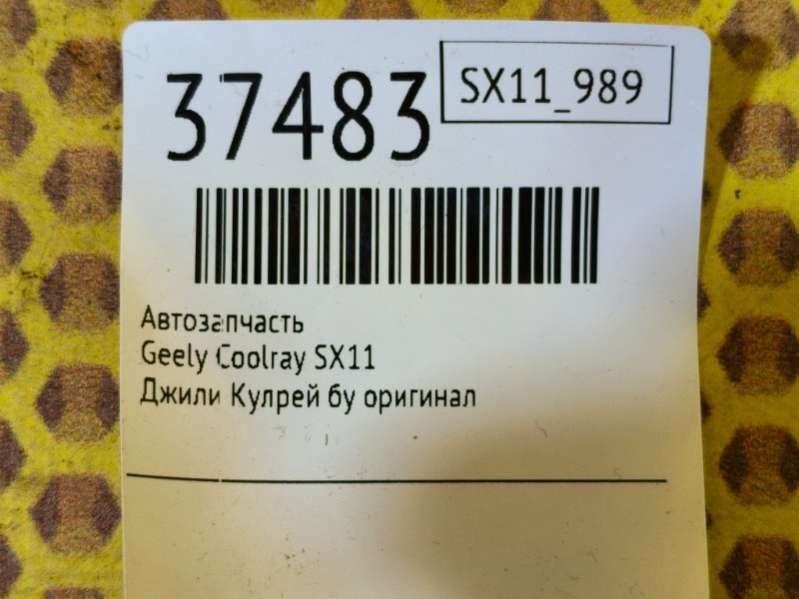 37483
SX11_989
Автозапчасть
Geely Coolray SX11
Джили Кулрей бу оригинал